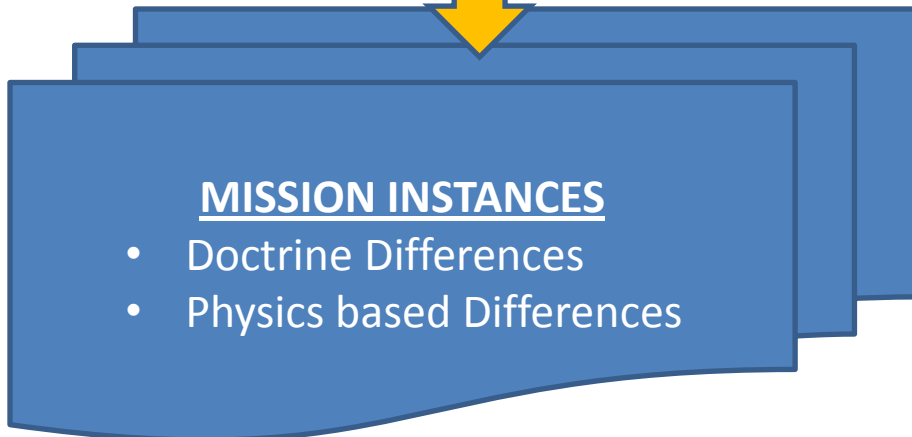 MISSION INSTANCES
• Doctrine Differences
• Physics based Differences